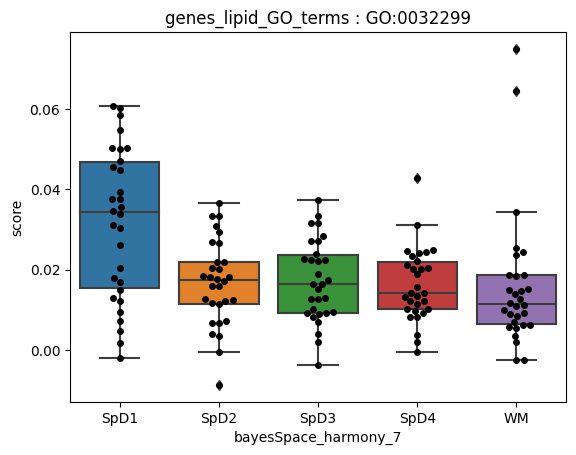 genes_lipid_GO_terms : GO:0032299
score
0.06
0.04
0.02
0.00
SpD1 SpD2 SpD3 SpD4 WM
bayesSpace_harmony_7